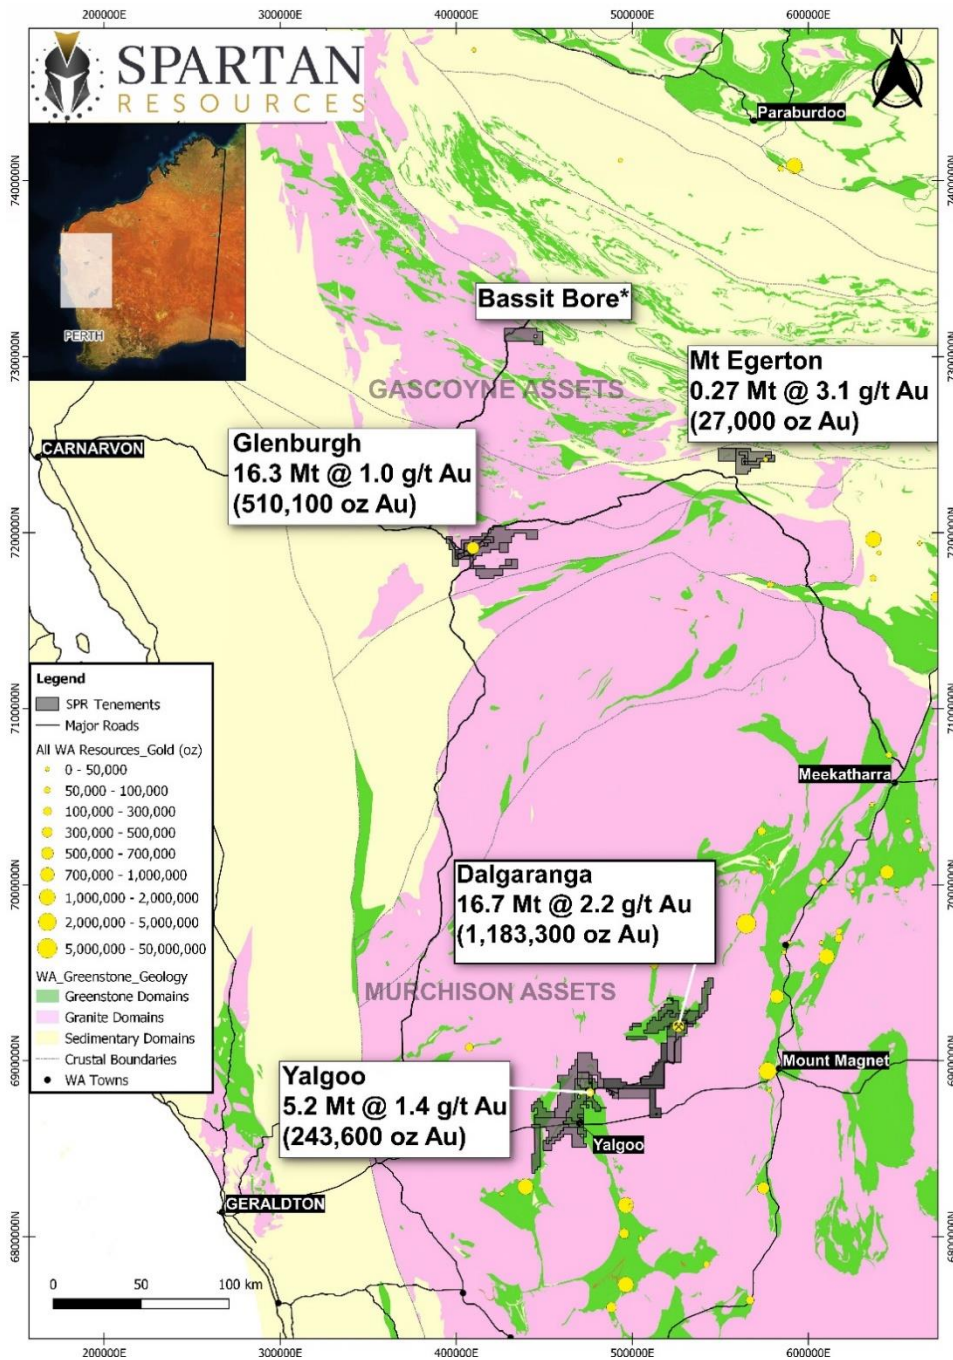 200000E 300000E 400000E 500000E 600000E
SPARTAN
RESOURCES
N
Paraburdoo
7400000N
7400000N
PERTH
Bassit Bore*
7300000N
7300000N
Mt Egerton
0.27 Mt @ 3.1 g/t Au
(27,000 oz Au)
GASCOYNE ASSETS
CARNARVON
Glenburgh
16.3 Mt @ 1.0 g/t Au
(510,100 oz Au)
7200000N
7200000N
Legend
SPR Tenements
Major Roads
All WA Resources_Gold (oz)
0 - 50,000
50,000 - 100,000
100,000 - 300,000
300,000 - 500,000
500,000 - 700,000
700,000 - 1,000,000
1,000,000 - 2,000,000
2,000,000 - 5,000,000
5,000,000 - 50,000,000
WA_Greenstone_Geology
Greenstone Domains
Granite Domains
Sedimentary Domains
Crustal Boundaries
WA Towns
7100000N
7100000N
Meekatharra
7000000N
7000000N
Dalgaranga
16.7 Mt @ 2.2 g/t Au
(1,183,300 oz Au)
MURCHISON ASSETS
6900000N
6900000N
Mount Magnet
Yalgoo
5.2 Mt @ 1.4 g/t Au
(243,600 oz Au)
Yalgoo
GERALDTON
6800000N
6800000N
0 50 100 km
200000E 300000E 400000E 500000E 600000E